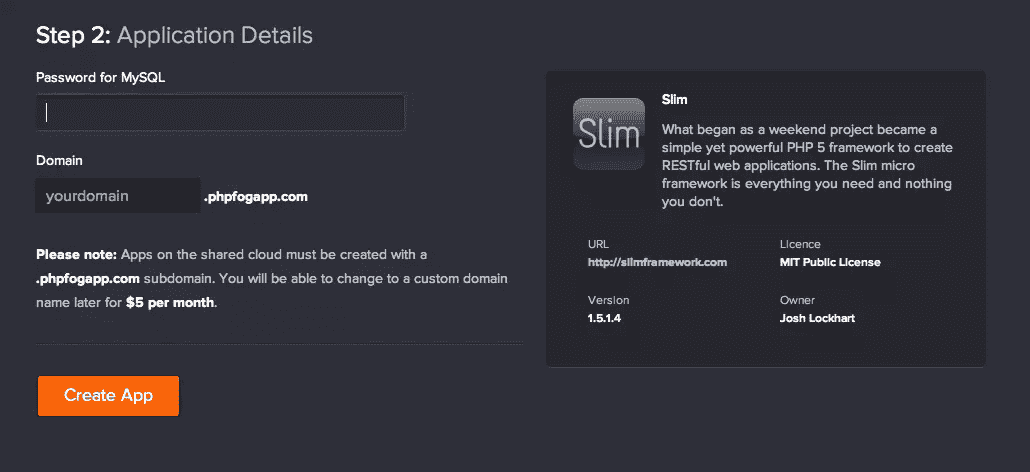 Step 2: Application Details
Password for MySQL
Domain
yourdomain .phpfogapp.com
Please note: Apps on the shared cloud must be created with a
.phpfogapp.com subdomain. You will be able to change to a custom domain
name later for $5 per month.
Create App
Slim
Slim
What began as a weekend project became a
simple yet powerful PHP 5 framework to create
RESTful web applications. The Slim micro
framework is everything you need and nothing
you don't.
URL
http://slimframework.com
Licence
MIT Public License
Version
1.5.1.4
Owner
Josh Lockhart